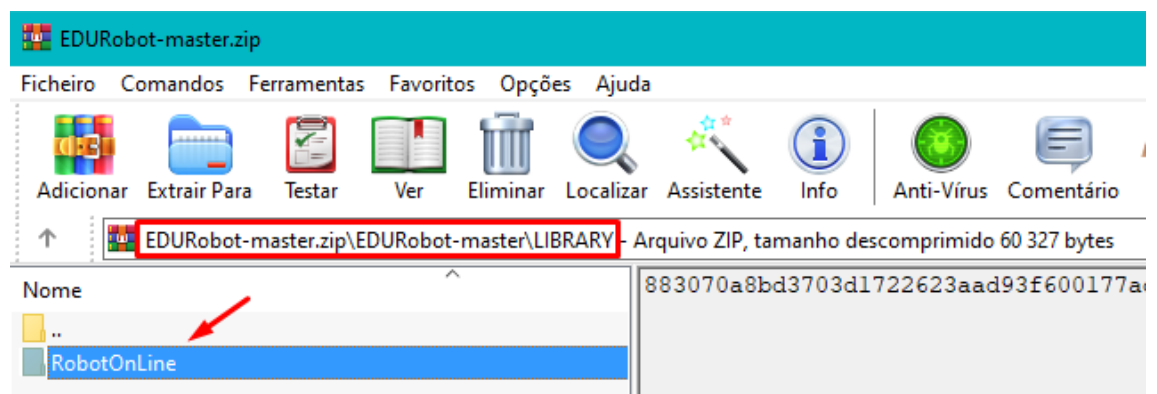 EDURobot-master.zip
Ficheiro Comandos Ferramentas Favoritos Opções Ajuda
Adicionar Extrair Para Testar Ver Eliminar Localizar Assistente Info Anti-Vírus Comentário
EDURobot-master.zip\EDURobot-master\LIBRARY - Arquivo ZIP, tamanho descomprimido 60 327 bytes
Nome
883070a8bd3703d1722623aad93f600177a
..
RobotOnLine